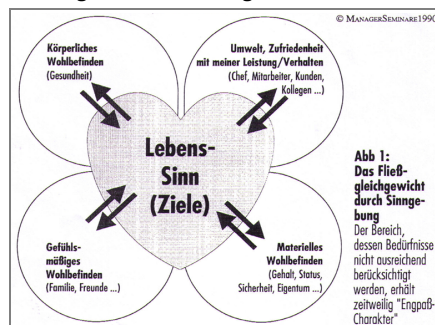 © MANAGERSEMINARE1990
Körperliches
Wohlbefinden
(Gesundheit)
Umwelt, Zufriedenheit
mit meiner Leistung/Verhalten
(Chef, Mitarbeiter, Kunden,
Kollegen ...)
Lebens-
Sinn
(Ziele)
Gefühls-
mäßiges
Wohlbefinden
(Familie, Freunde ...)
Materielles
Wohlbefinden
(Gehalt, Status,
Sicherheit, Eigentum ...)
Abb 1:
Das Fließ-
gleichgewicht
durch Sinnge-
bung
Der Bereich,
dessen Bedürfnisse
nicht ausreichend
berücksichtigt
werden, erhält
zeitweilig "Engpaß-
Charakter"